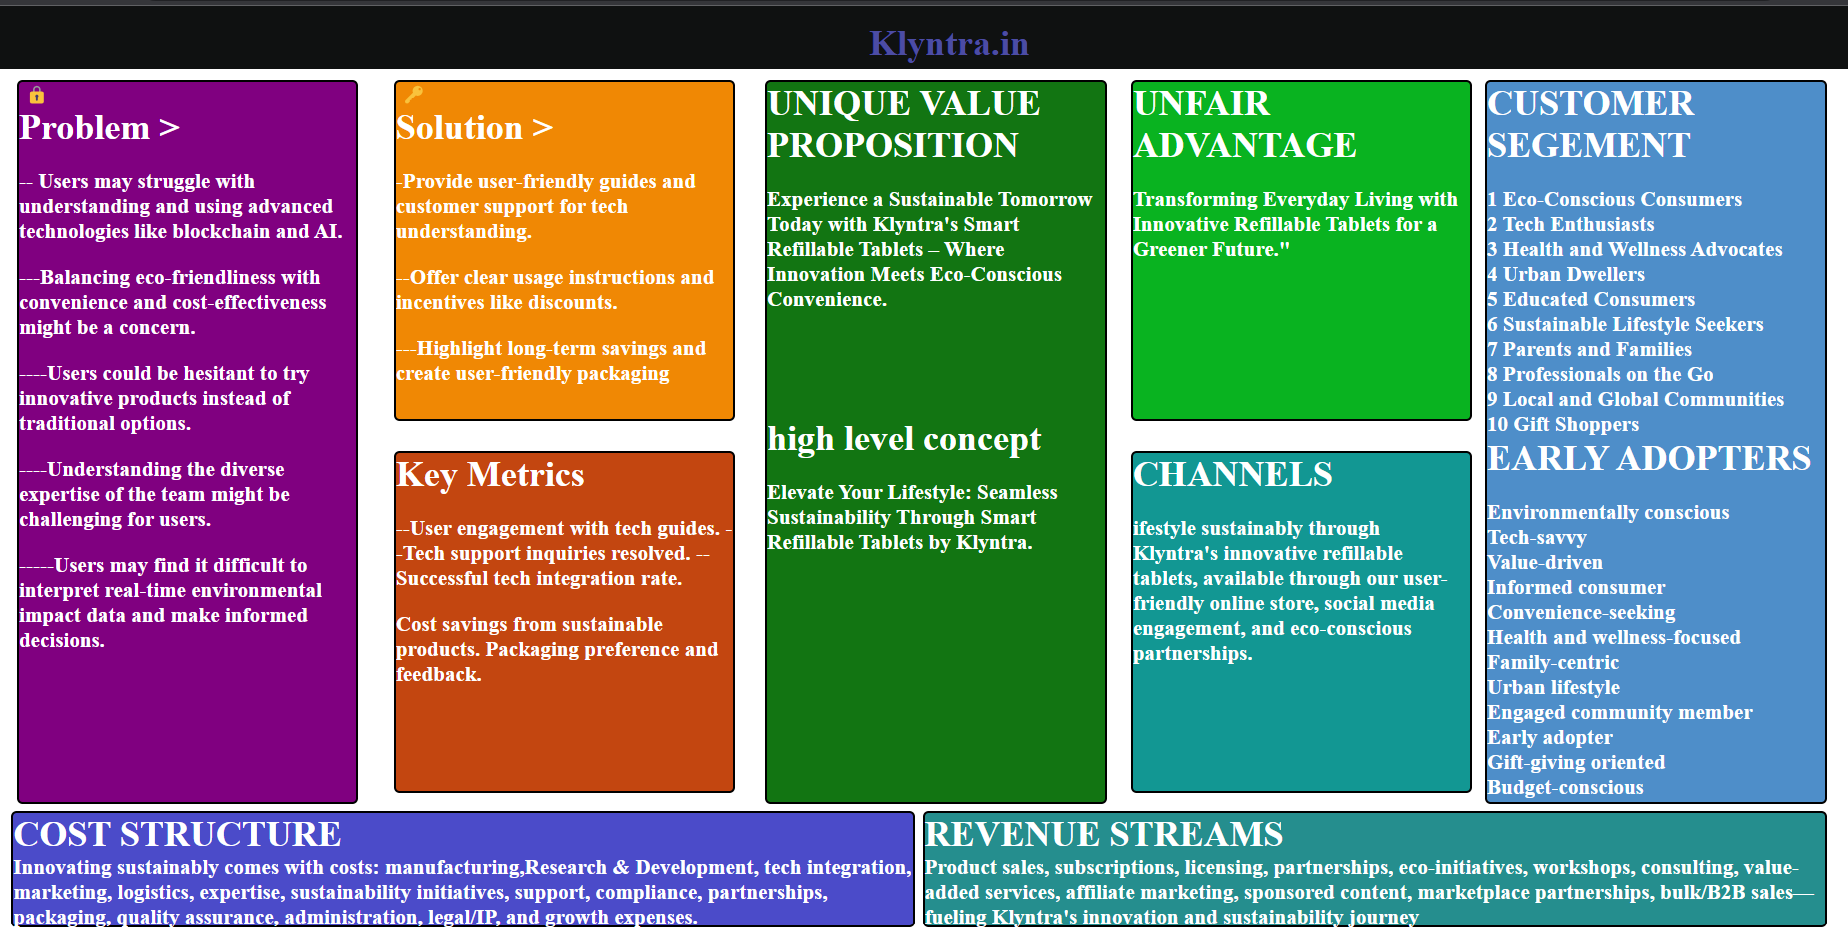 Klyntra.in
Problem >
-- Users may struggle with
understanding and using advanced
technologies like blockchain and AI.
---Balancing eco-friendliness with
convenience and cost-effectiveness
might be a concern.
----Users could be hesitant to try
innovative products instead of
traditional options.
----Understanding the diverse
expertise of the team might be
challenging for users.
-----Users may find it difficult to
interpret real-time environmental
impact data and make informed
decisions.
Solution >
-Provide user-friendly guides and
customer support for tech
understanding.
--Offer clear usage instructions and
incentives like discounts.
---Highlight long-term savings and
create user-friendly packaging
Key Metrics
--User engagement with tech guides. -
-Tech support inquiries resolved. --
Successful tech integration rate.
Cost savings from sustainable
products. Packaging preference and
feedback.
UNIQUE VALUE
PROPOSITION
Experience a Sustainable Tomorrow
Today with Klyntra's Smart
Refillable Tablets – Where
Innovation Meets Eco-Conscious
Convenience.
high level concept
Elevate Your Lifestyle: Seamless
Sustainability Through Smart
Refillable Tablets by Klyntra.
UNFAIR
ADVANTAGE
Transforming Everyday Living with
Innovative Refillable Tablets for a
Greener Future."
CHANNELS
ifestyle sustainably through
Klyntra's innovative refillable
tablets, available through our user-
friendly online store, social media
engagement, and eco-conscious
partnerships.
CUSTOMER
SEGEMENT
1 Eco-Conscious Consumers
2 Tech Enthusiasts
3 Health and Wellness Advocates
4 Urban Dwellers
5 Educated Consumers
6 Sustainable Lifestyle Seekers
7 Parents and Families
8 Professionals on the Go
9 Local and Global Communities
10 Gift Shoppers
EARLY ADOPTERS
Environmentally conscious
Tech-savvy
Value-driven
Informed consumer
Convenience-seeking
Health and wellness-focused
Family-centric
Urban lifestyle
Engaged community member
Early adopter
Gift-giving oriented
Budget-conscious
COST STRUCTURE
Innovating sustainably comes with costs: manufacturing,Research & Development, tech integration,
marketing, logistics, expertise, sustainability initiatives, support, compliance, partnerships,
packaging, quality assurance, administration, legal/IP, and growth expenses.
REVENUE STREAMS
Product sales, subscriptions, licensing, partnerships, eco-initiatives, workshops, consulting, value-
added services, affiliate marketing, sponsored content, marketplace partnerships, bulk/B2B sales—
fueling Klyntra's innovation and sustainability journey